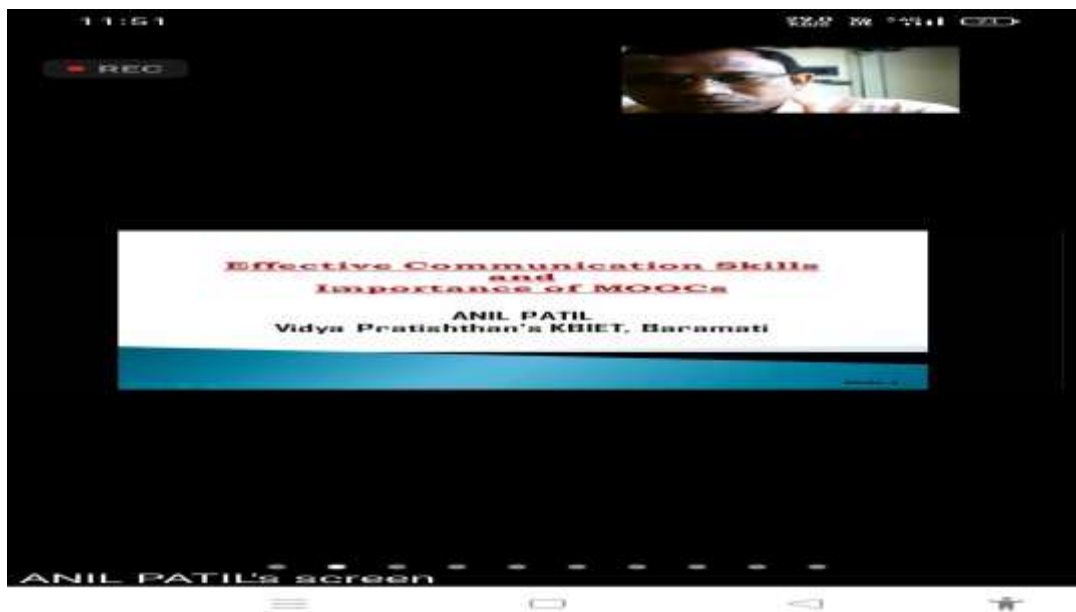 11:51
REC
Effective Communication Skills
and
Importance of MOOCs
ANIL PATIL
Vidya Pratishthan's KBIET, Baramati
ANIL PATIL's screen